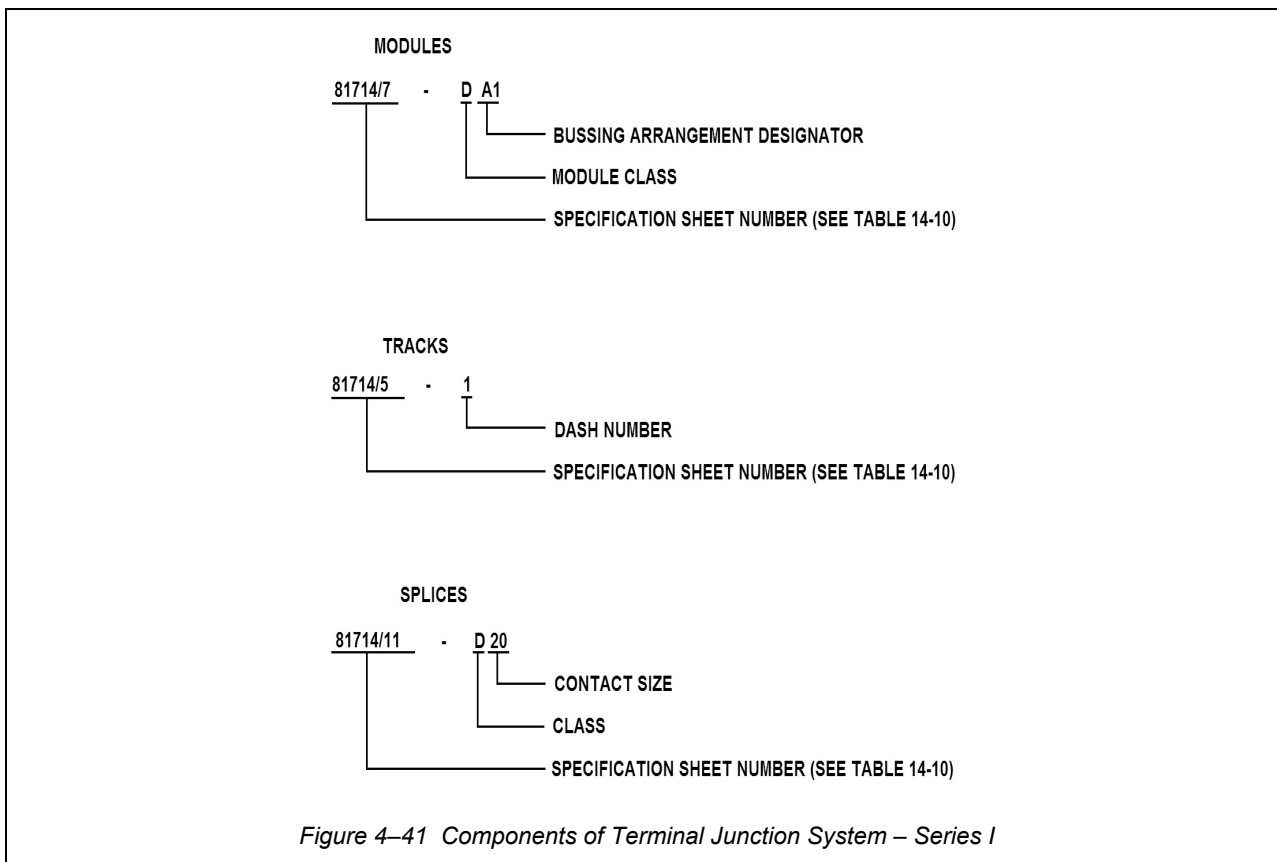 MODULES
81714/7 - D A1
BUSSING ARRANGEMENT DESIGNATOR
MODULE CLASS
SPECIFICATION SHEET NUMBER (SEE TABLE 14-10)
TRACKS
81714/5 - 1
DASH NUMBER
SPECIFICATION SHEET NUMBER (SEE TABLE 14-10)
SPLICES
81714/11 - D 20
CONTACT SIZE
CLASS
SPECIFICATION SHEET NUMBER (SEE TABLE 14-10)
Figure 4–41 Components of Terminal Junction System – Series I